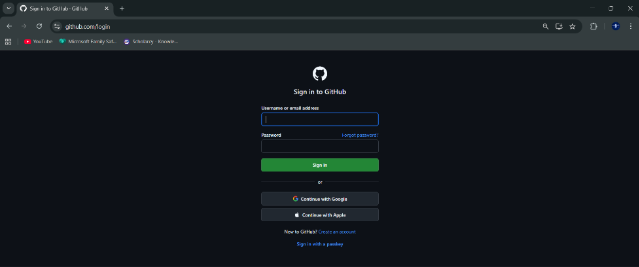 Sign in to GitHub · GitHub
github.com/login
YouTube
Microsoft Family Saf...
Sign in to GitHub
Username or email address
Password
Forgot password?
Sign in
or
Continue with Google
Continue with Apple
New to GitHub? Create an account
Sign in with a passkey